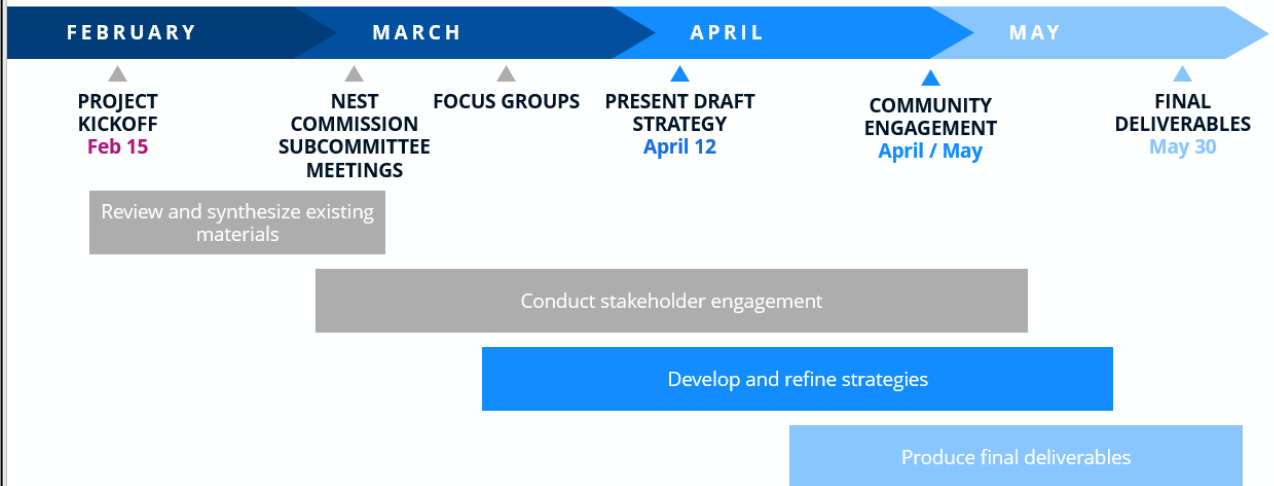 FEBRUARY
MARCH
APRIL
MAY
PROJECT
KICKOFF
Feb 15
NEST
COMMISSION
SUBCOMMITTEE
MEETINGS
FOCUS GROUPS
PRESENT DRAFT
STRATEGY
April 12
COMMUNITY
ENGAGEMENT
April / May
FINAL
DELIVERABLES
May 30
Review and synthesize existing
materials
Conduct stakeholder engagement
Develop and refine strategies
Produce final deliverables